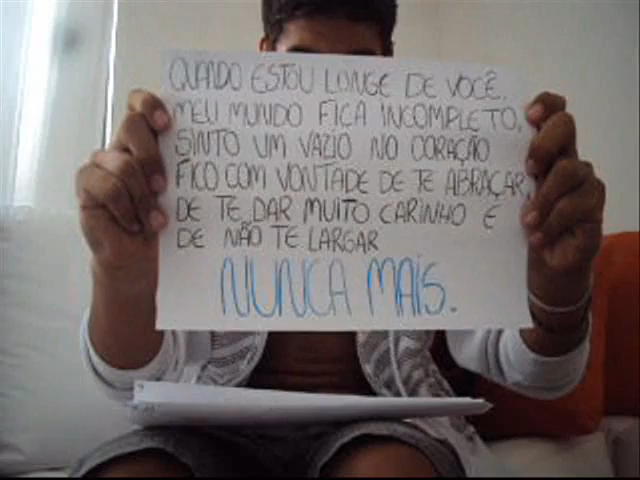 QUANDO ESTOU LONGE DE VOCÊ,
MEU MUNDO FICA INCOMPLETO,
SINTO UM VAZIO NO CORAÇÃO
FICO COM VONTADE DE TE ABRAÇAR,
DE TE DAR MUITO CARINHO E
DE NÃO TE LARGAR
NUNCA MAIS.